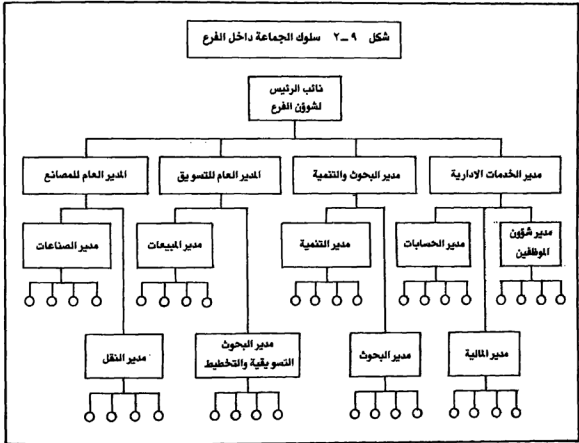 شكل ٩-٢ سلوك الجماعة داخل الفرع
نائب الرئيس
لشوؤن الفرع
مدير الخدمات الادارية
مدير البحوث والتنمية
المدير العام للتسويق
المدير العام للمصانع
مدير شؤون
الموظفين
مدير الحسابات
مدير التنمية
مدير المبيعات
مدير الصناعات
مدير المالية
مدير البحوث
مدير البحوث
التسويقية والتخطيط
مدير النقل